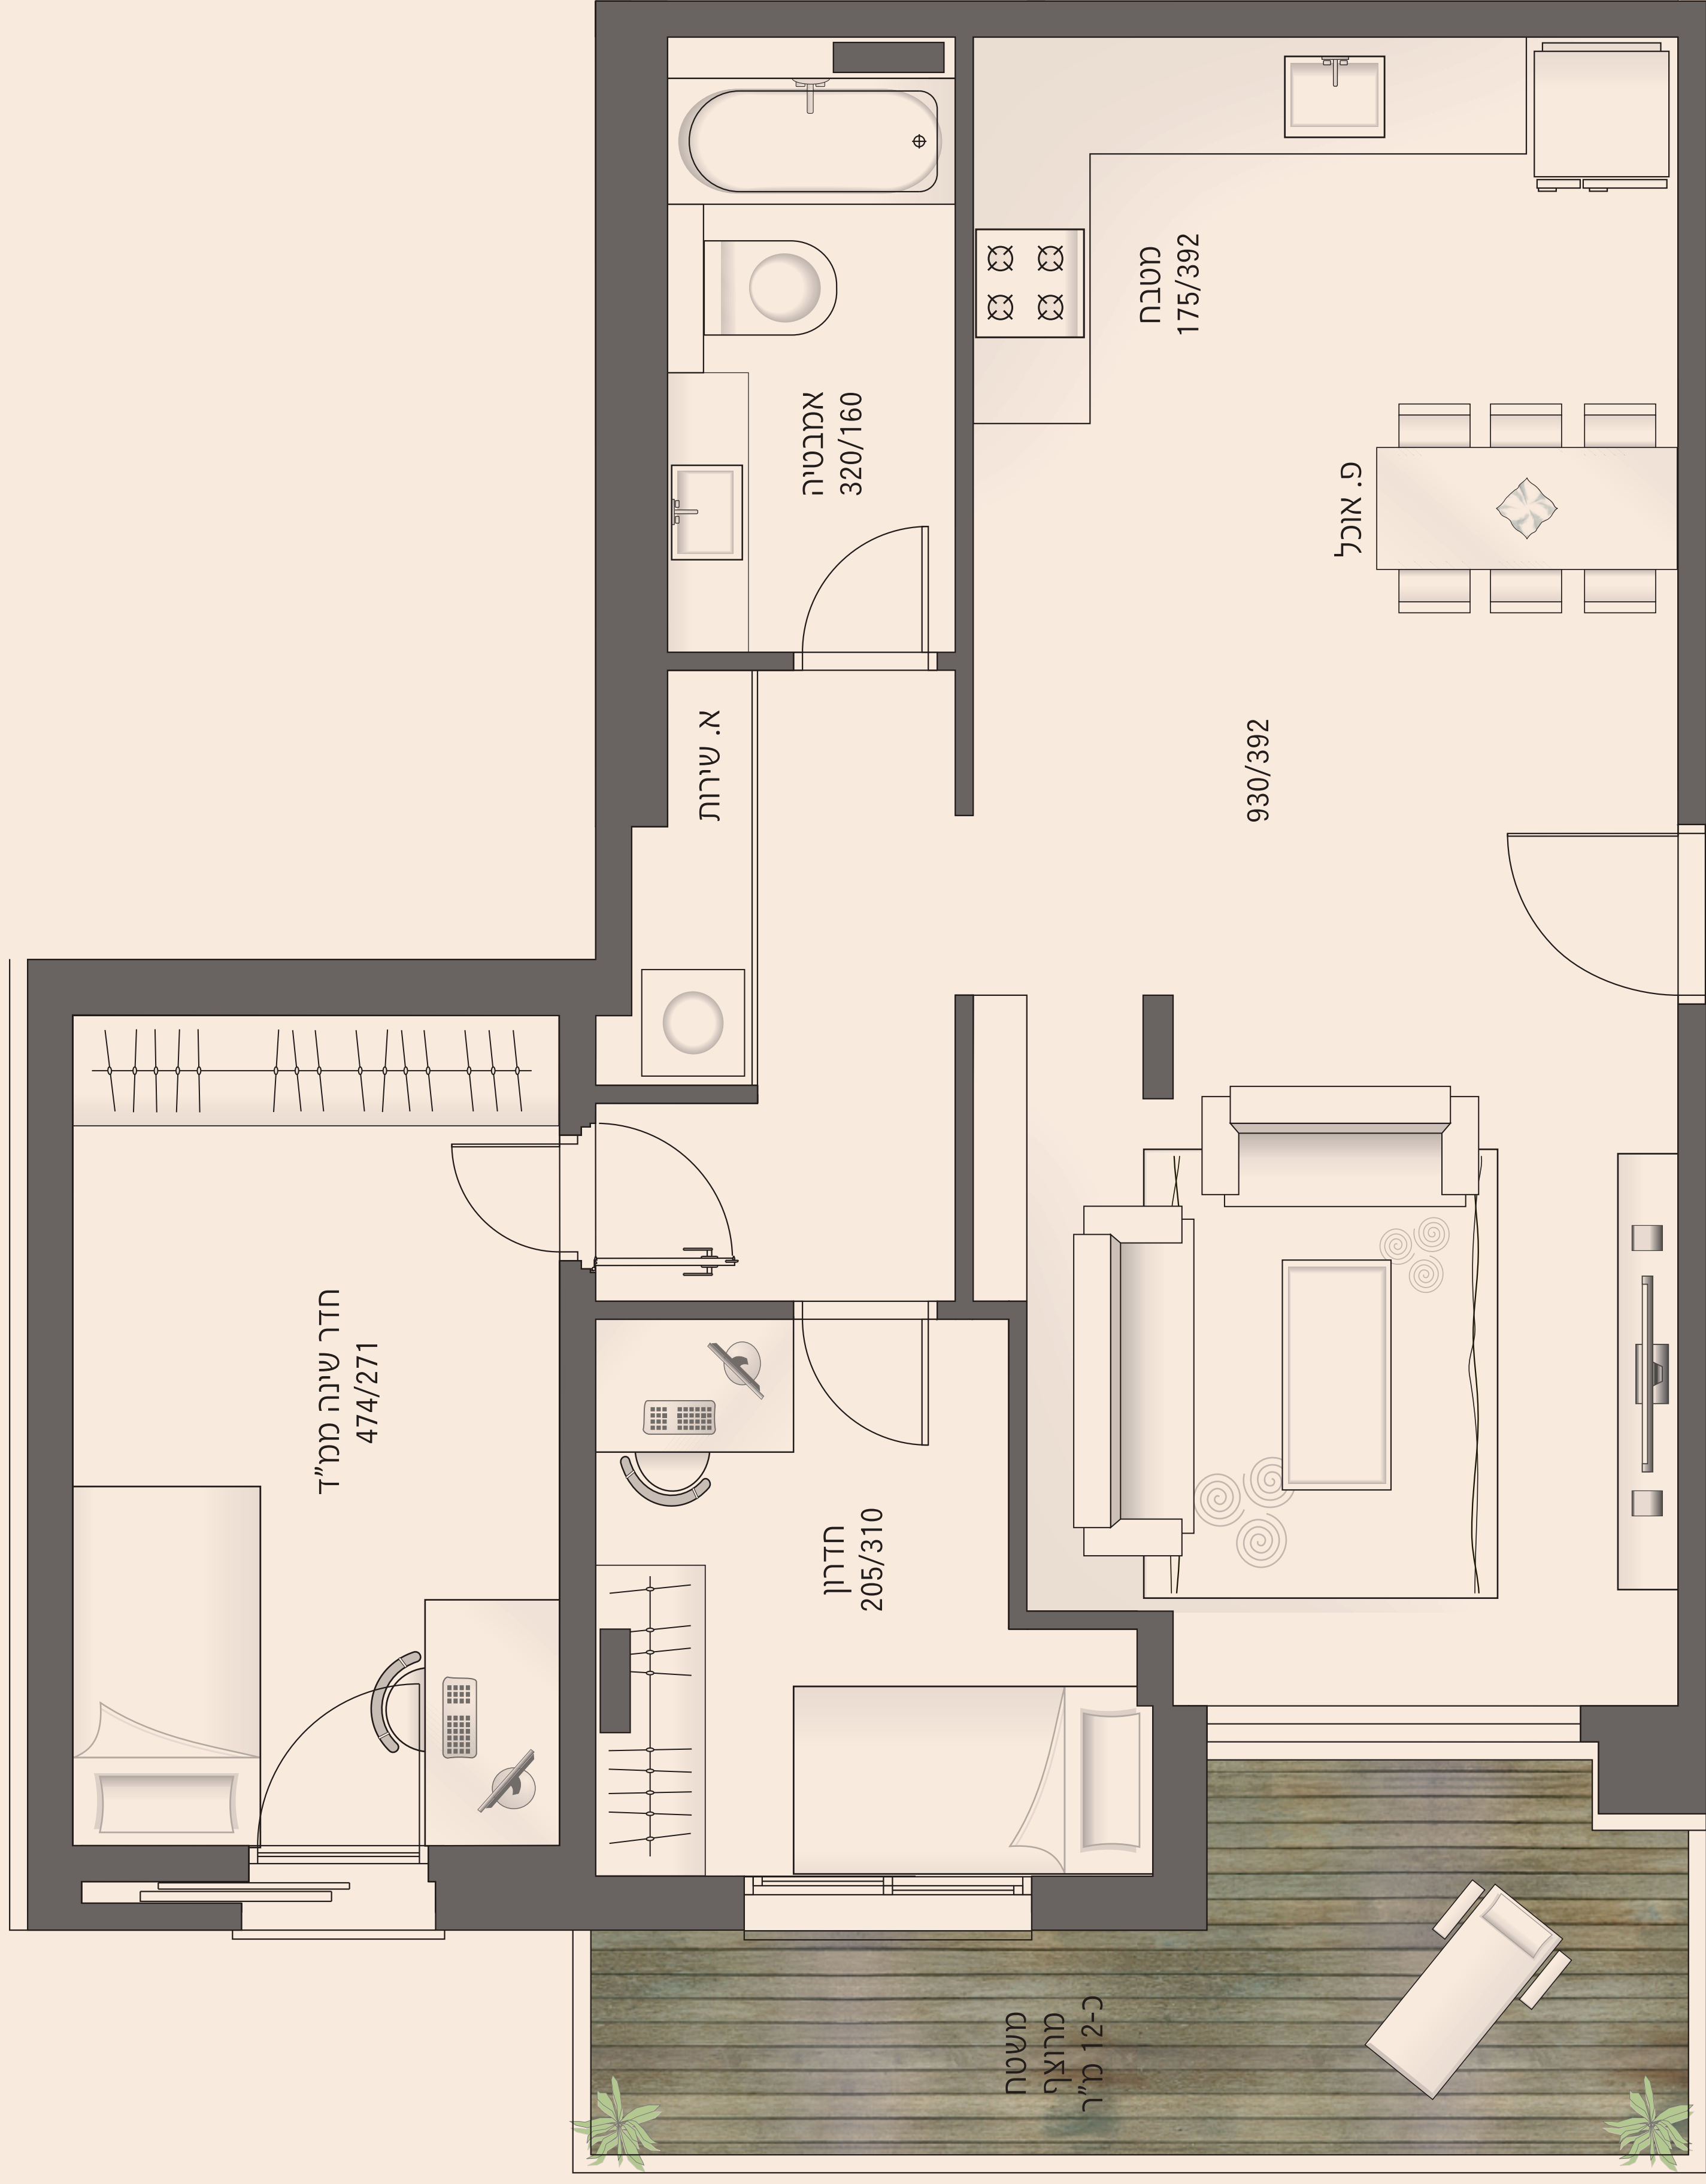 מטבח
175/392
אמבטיה
320/160
פ. אוכל
א. שירות
930/392
חדר שינה ממ"ד
474/271
חדרון
205/310
משטח
מרוצף
כ-12 מ"ר